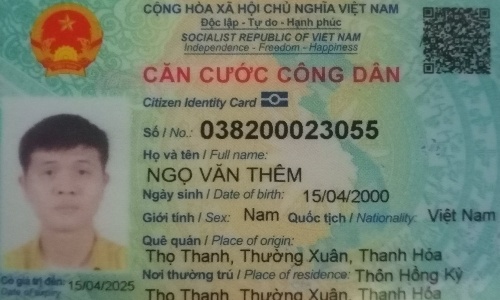 CỘNG HÒA XÃ HỘI CHỦ NGHĨA VIỆT NAM
Độc lập - Tự do - Hạnh phúc
SOCIALIST REPUBLIC OF VIET NAM
Independence - Freedom - Happiness
CĂN CƯỚC CÔNG DÂN
Citizen Identity Card
Số / No.: 038200023055
Họ và tên / Full name:
NGỌ VĂN THÊM
Ngày sinh / Date of birth: 15/04/2000
Giới tính / Sex: Nam Quốc tịch / Nationality: Việt Nam
Quê quán / Place of origin:
Thọ Thanh, Thường Xuân, Thanh Hóa
Nơi thường trú / Place of residence: Thôn Hồng Kỳ
Thọ Thanh, Thường Xuân, Thanh Hóa
Có giá trị đến: 15/04/2025
Date of expiry